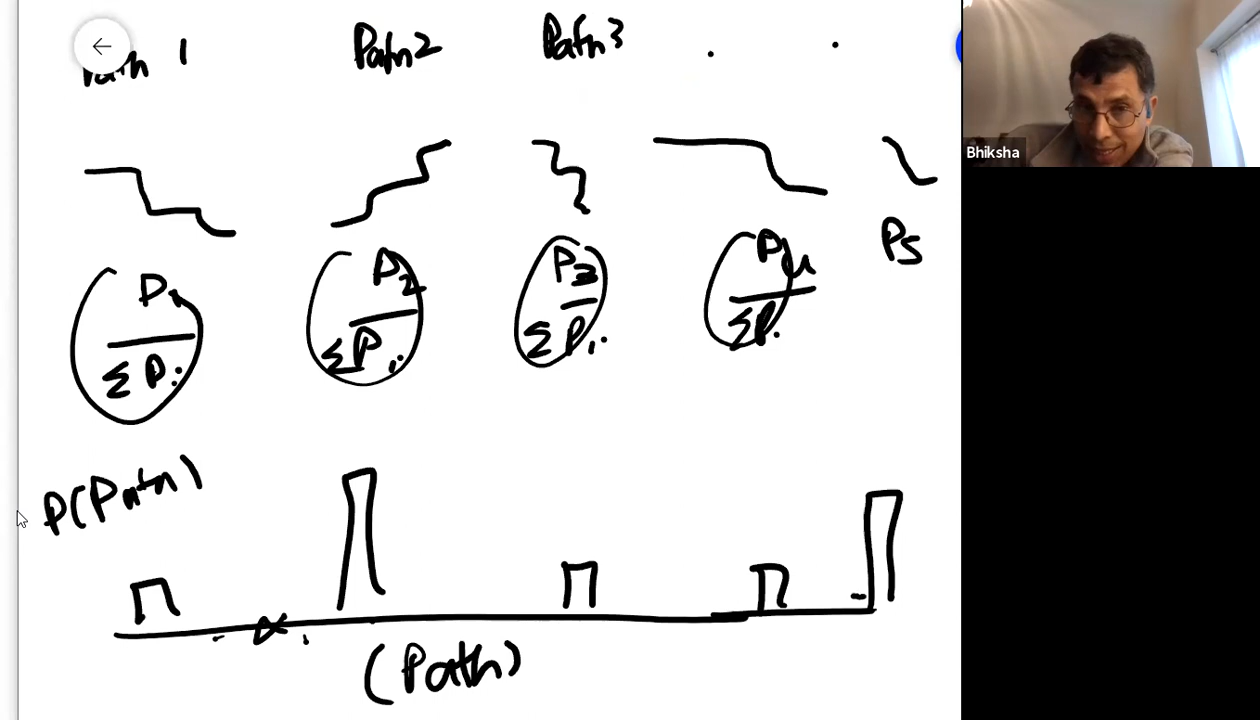 Path 1 Path2 Path3 . .
P1 P2 P3 P4 P5
ΣPi ΣPi ΣPi ΣPi
P(Path)
(Path)
Bhiksha